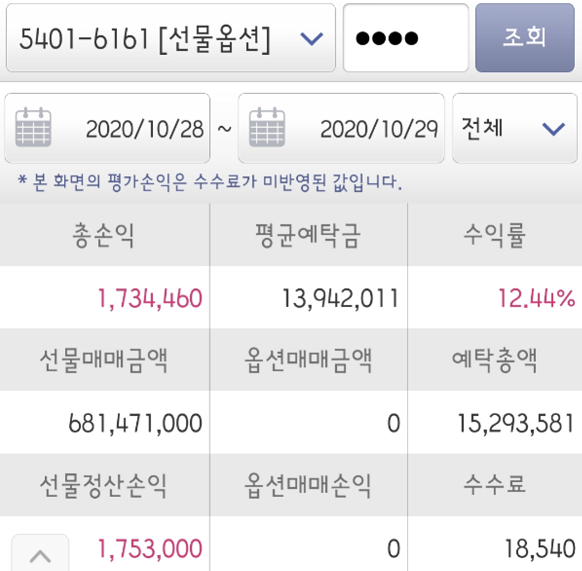 5401-6161 [선물옵션] ●●●● 조회
2020/10/28 ~ 2020/10/29 전체
* 본 화면의 평가손익은 수수료가 미반영된 값입니다.
총손익 평균예탁금 수익률
1,734,460 13,942,011 12.44%
선물매매금액 옵션매매금액 예탁총액
681,471,000 0 15,293,581
선물정산손익 옵션매매손익 수수료
1,753,000 0 18,540